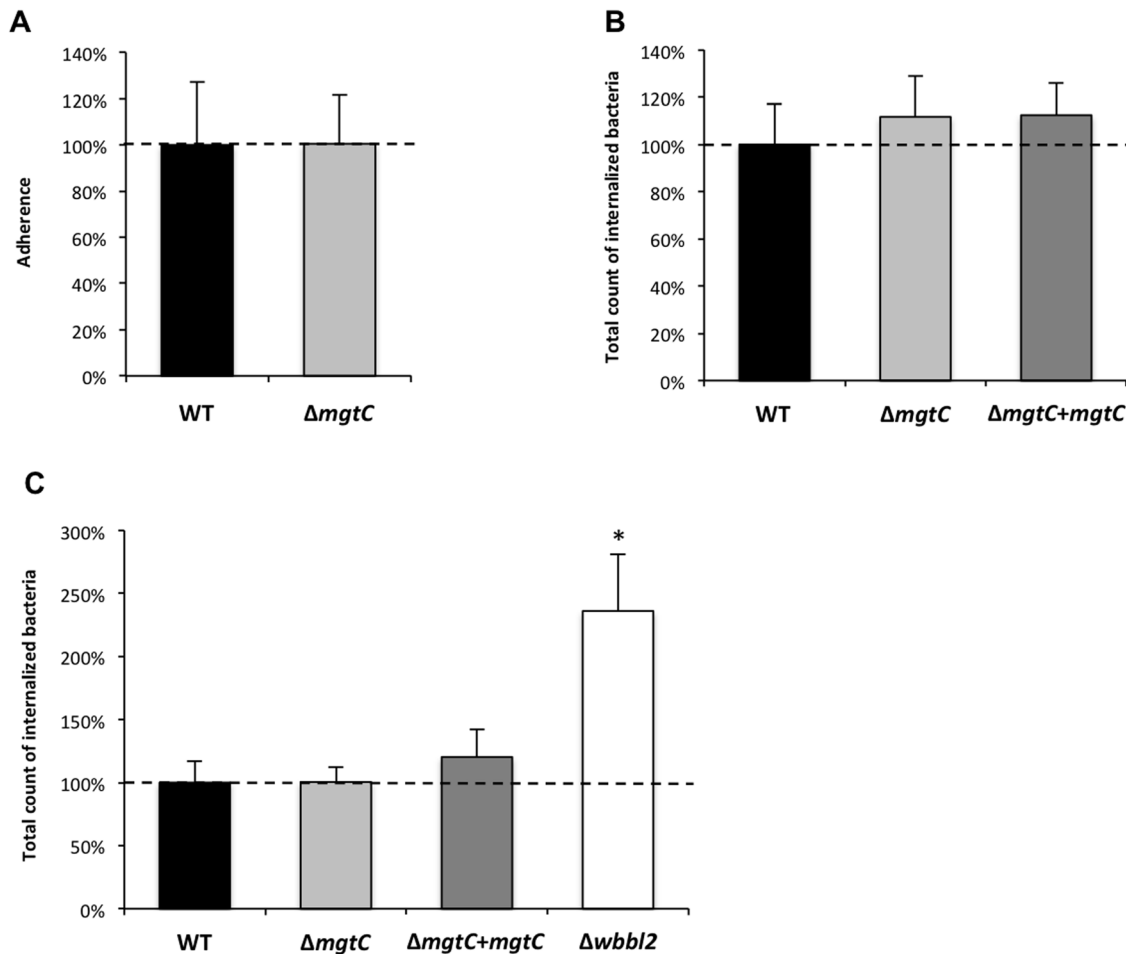 A
140%
120%
100%
80%
60%
40%
20%
0%
Adherence
WT
ΔmgtC
B
140%
120%
100%
80%
60%
40%
20%
0%
Total count of internalized bacteria
WT
ΔmgtC
ΔmgtC+mgtC
C
300%
250%
200%
150%
100%
50%
0%
Total count of internalized bacteria
*
WT
ΔmgtC
ΔmgtC+mgtC
Δwbbl2